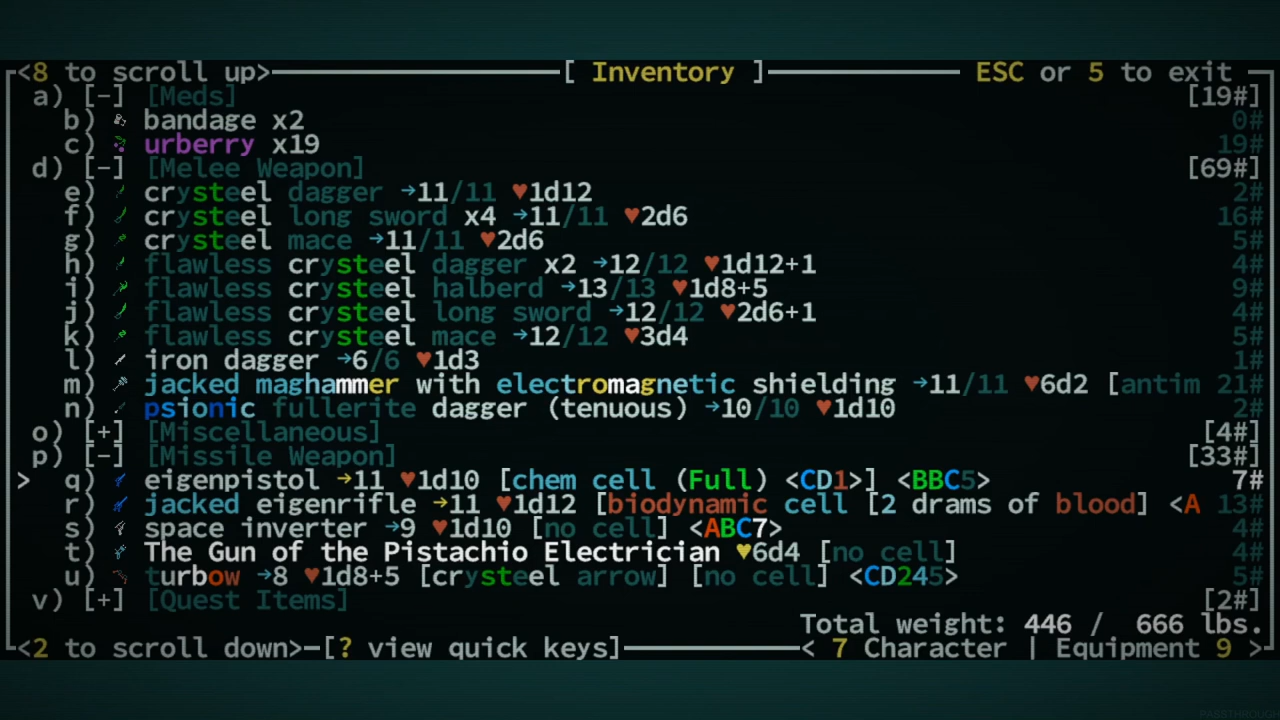 <8 to scroll up> [ Inventory ] ESC or 5 to exit
a) [-] [Meds] [19#]
b) bandage x2 0#
c) urberry x19 19#
d) [-] [Melee Weapon] [69#]
e) crysteel dagger →11/11 ♥1d12 2#
f) crysteel long sword x4 →11/11 ♥2d6 16#
g) crysteel mace →11/11 ♥2d6 5#
h) flawless crysteel dagger x2 →12/12 ♥1d12+1 4#
i) flawless crysteel halberd →13/13 ♥1d8+5 9#
j) flawless crysteel long sword →12/12 ♥2d6+1 4#
k) flawless crysteel mace →12/12 ♥3d4 5#
l) iron dagger →6/6 ♥1d3 1#
m) jacked maghammer with electromagnetic shielding →11/11 ♥6d2 [antim 21#
n) psionic fullerite dagger (tenuous) →10/10 ♥1d10 2#
o) [+] [Miscellaneous] [4#]
p) [-] [Missile Weapon] [33#]
> q) eigenpistol →11 ♥1d10 [chem cell (Full) <CD1>] <BBC5> 7#
r) jacked eigenrifle →11 ♥1d12 [biodynamic cell [2 drams of blood] <A 13#
s) space inverter →9 ♥1d10 [no cell] <ABC7> 4#
t) The Gun of the Pistachio Electrician ♥6d4 [no cell] 4#
u) turbow →8 ♥1d8+5 [crysteel arrow] [no cell] <CD245> 5#
v) [+] [Quest Items] [2#]
Total weight: 446 / 666 lbs.
<2 to scroll down> [? view quick keys] < 7 Character | Equipment 9 >